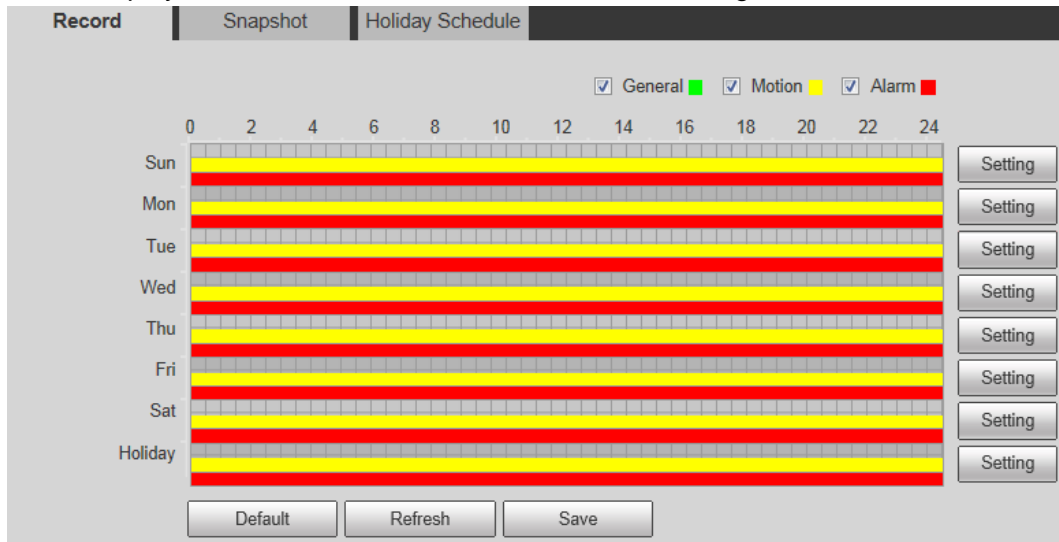 Record Snapshot Holiday Schedule
General Motion Alarm
0 2 4 6 8 10 12 14 16 18 20 22 24
Sun Setting
Mon Setting
Tue Setting
Wed Setting
Thu Setting
Fri Setting
Sat Setting
Holiday Setting
Default Refresh Save